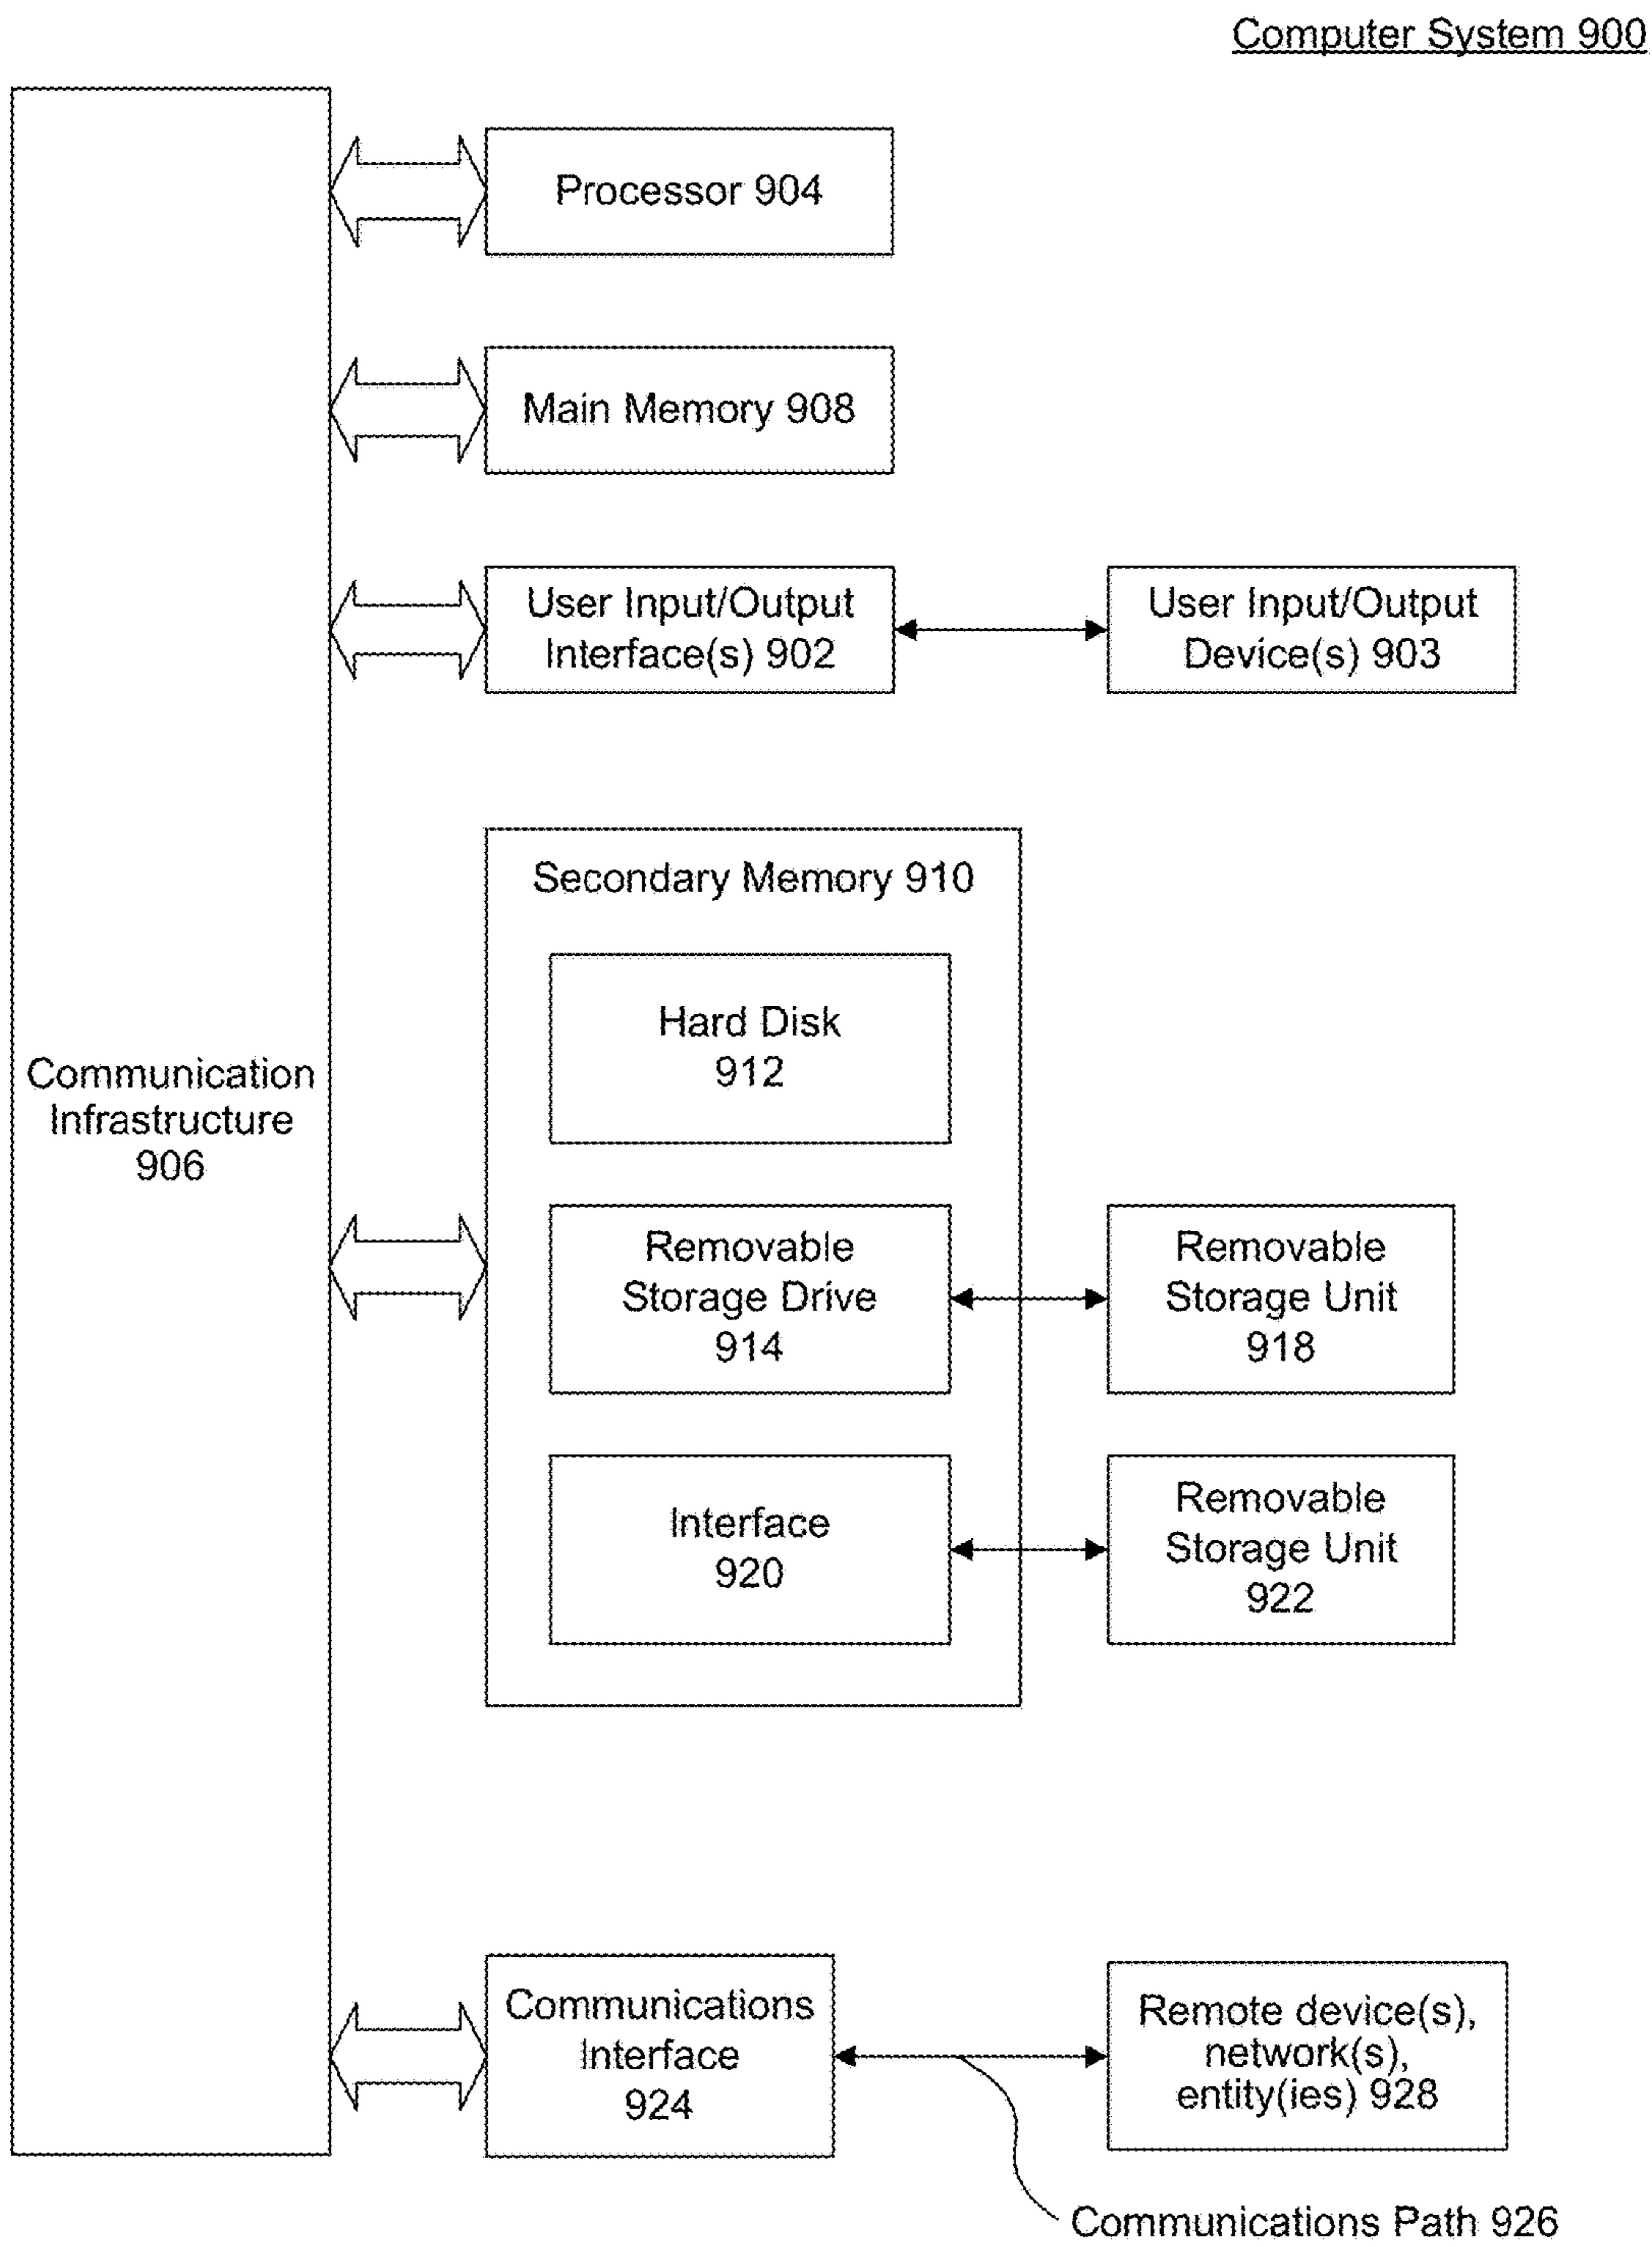 Computer System 900
Processor 904
Main Memory 908
User Input/Output
Interface(s) 902
User Input/Output
Device(s) 903
Secondary Memory 910
Hard Disk
912
Communication
Infrastructure
906
Removable
Storage Drive
914
Removable
Storage Unit
918
Interface
920
Removable
Storage Unit
922
Communications
Interface
924
Remote device(s),
network(s),
entity(ies) 928
Communications Path 926